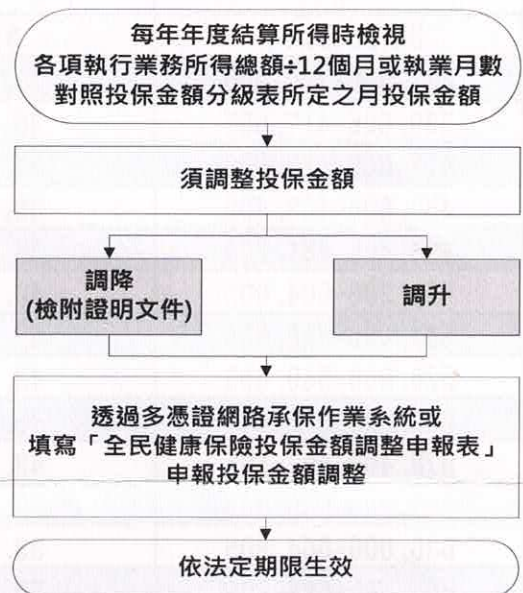 每年年度結算所得時檢視
各項執行業務所得總額÷12個月或執業月數
對照投保金額分級表所定之月投保金額
須調整投保金額
調降
(檢附證明文件)
調升
透過多憑證網路承保作業系統或
填寫「全民健康保險投保金額調整申報表」
申報投保金額調整
依法定期限生效